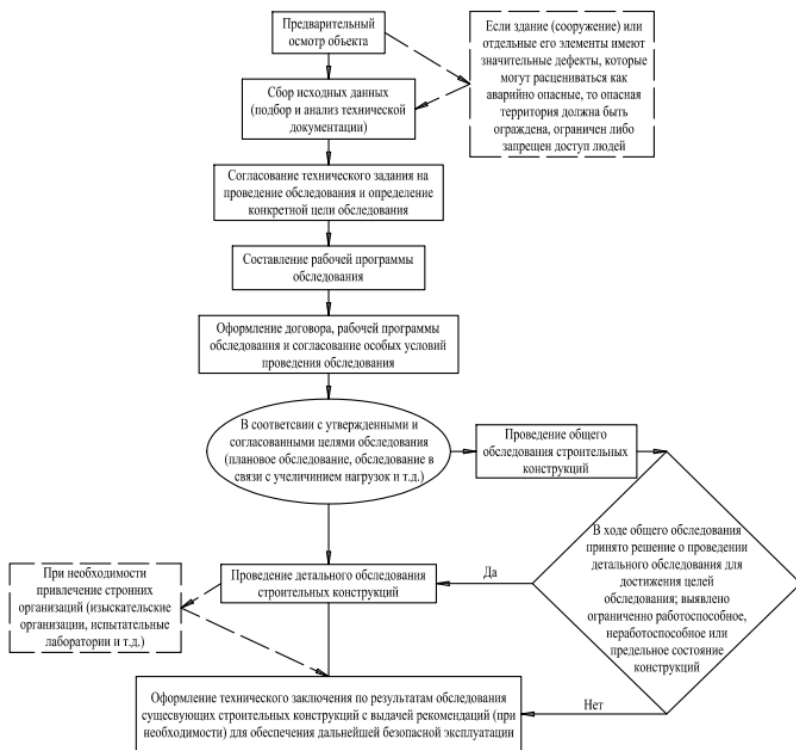 Предварительный
осмотр объекта
Если здание (сооружение) или
отдельные его элементы имеют
значительные дефекты, которые
могут расцениваться как
аварийно опасные, то опасная
территория должна быть
ограждена, ограничен либо
запрещен доступ людей
Сбор исходных данных
(подбор и анализ технической
документации)
Согласование технического задания на
проведение обследования и определение
конкретной цели обследования
Составление рабочей программы
обследования
Оформление договора, рабочей программы
обследования и согласование особых условий
проведения обследования
В соответсвии с утвержденными и
согласованными целями обследования
(плановое обследование, обследование в
связи с учеличинием нагрузок и т.д.)
Проведение общего
обследования строительных
конструкций
В ходе общего обследования
принято решение о проведении
детального обследования для
достижения целей
обследования; выявлено
ограниченно работоспособное,
неработоспособное или
предельное состояние
конструкций
Да
Проведение детального обследования
строительных конструкций
При необходимости
привлечение стронних
организаций (изыскательские
организации, испытательные
лаборатории и т.д.)
Нет
Оформление технического заключения по результатам обследования
сущесвующих строительных конструкций с выдачей рекомендаций (при
необходимости) для обеспечения дальнейшей безопасной эксплуатации